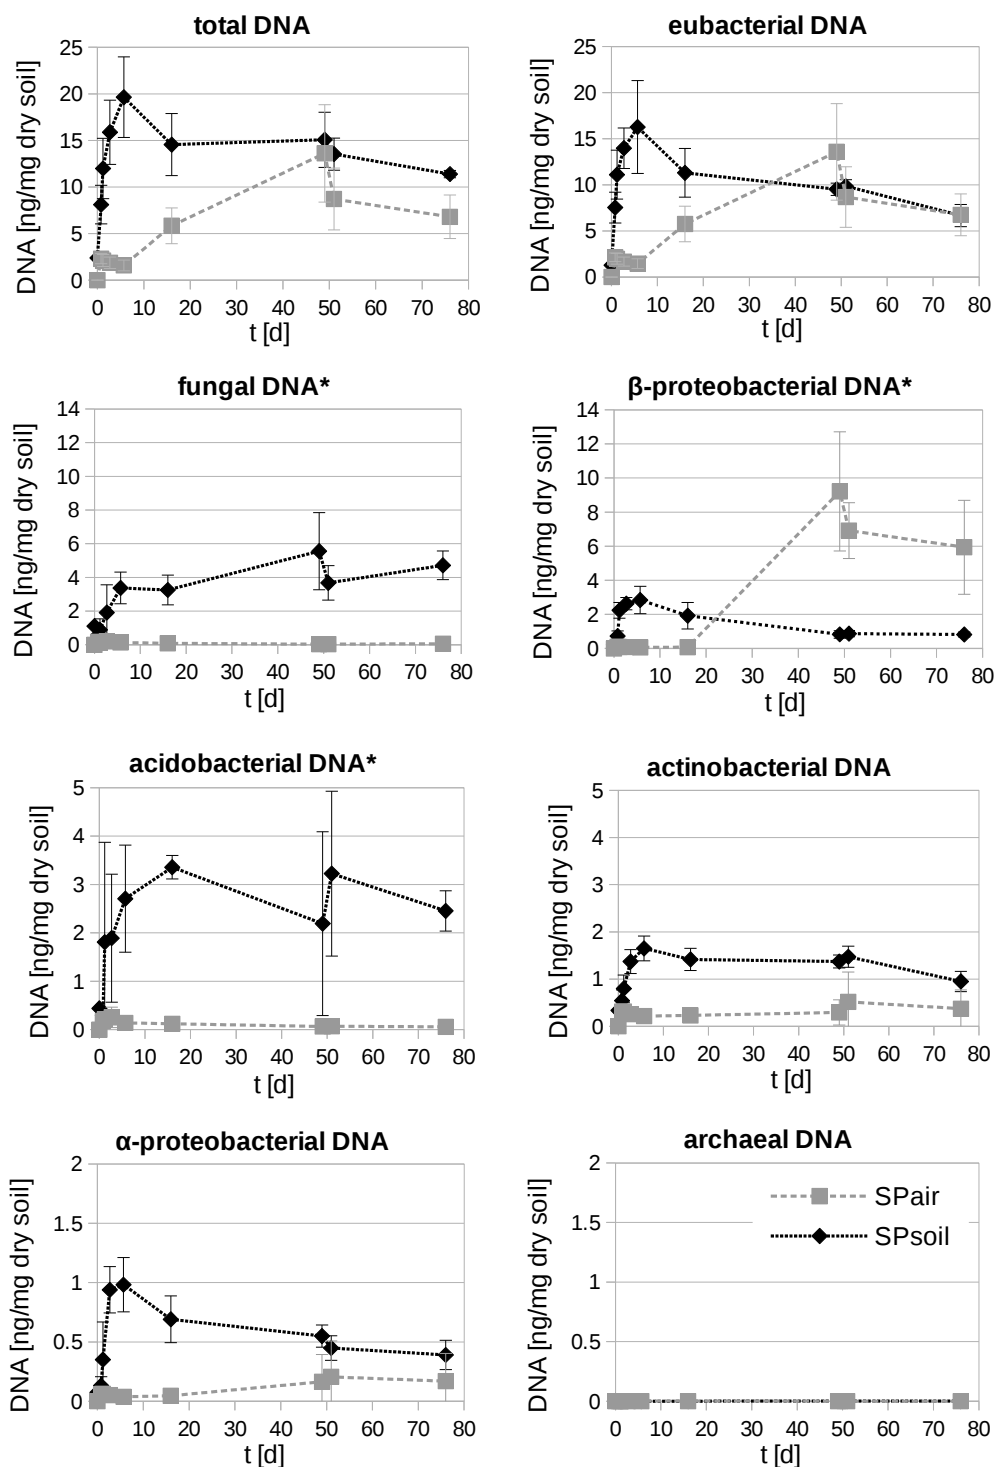 total DNA
DNA [ng/mg dry soil]
25
20
15
10
5
0
0 10 20 30 40 50 60 70 80
t [d]
eubacterial DNA
DNA [ng/mg dry soil]
25
20
15
10
5
0
0 10 20 30 40 50 60 70 80
t [d]
fungal DNA*
DNA [ng/mg dry soil]
14
12
10
8
6
4
2
0
0 10 20 30 40 50 60 70 80
t [d]
β-proteobacterial DNA*
DNA [ng/mg dry soil]
14
12
10
8
6
4
2
0
0 10 20 30 40 50 60 70 80
t [d]
acidobacterial DNA*
DNA [ng/mg dry soil]
5
4
3
2
1
0
0 10 20 30 40 50 60 70 80
t [d]
actinobacterial DNA
DNA [ng/mg dry soil]
5
4
3
2
1
0
0 10 20 30 40 50 60 70 80
t [d]
α-proteobacterial DNA
DNA [ng/mg dry soil]
2
1.5
1
0.5
0
0 10 20 30 40 50 60 70 80
t [d]
archaeal DNA
DNA [ng/mg dry soil]
2
1.5
1
0.5
0
0 10 20 30 40 50 60 70 80
t [d]
SPair
SPsoil